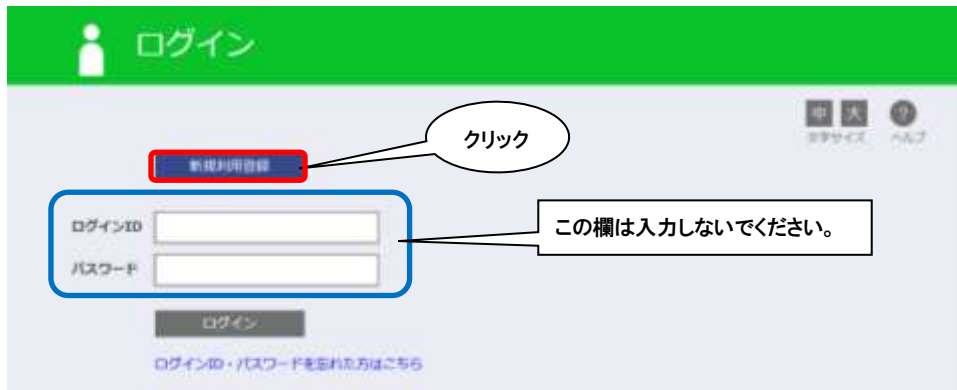 ログイン
中 大 ?
文字サイズ ヘルプ
クリック
新規利用登録
ログインID
この欄は入力しないでください。
パスワード
ログイン
ログインID・パスワードを忘れた方はこちら